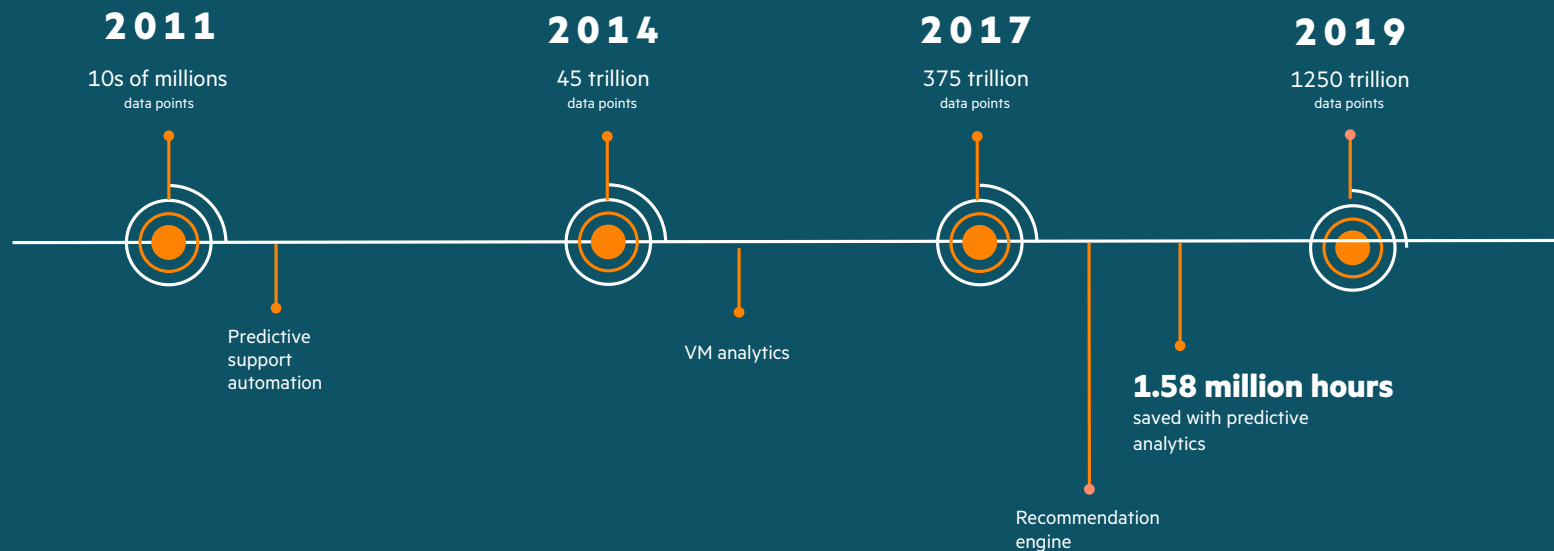 2011
10s of millions
data points
2014
45 trillion
data points
2017
375 trillion
data points
2019
1250 trillion
data points
Predictive
support
automation
VM analytics
1.58 million hours
saved with predictive
analytics
Recommendation
engine